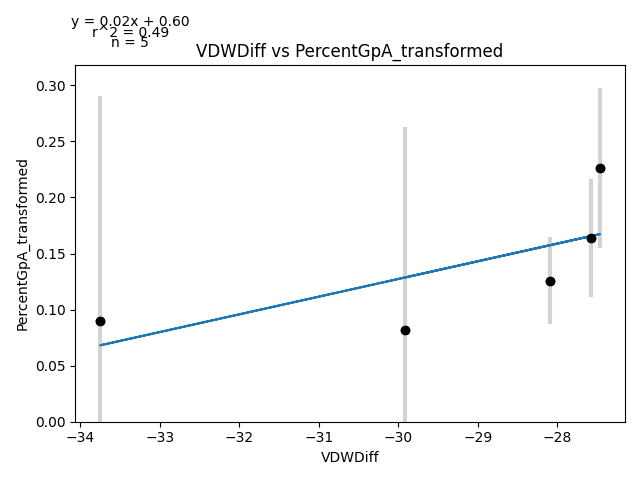 y = 0.02x + 0.60
r^2 = 0.49
n = 5
VDWDiff vs PercentGpA_transformed
PercentGpA_transformed
0.30
0.25
0.20
0.15
0.10
0.05
0.00
−34 −33 −32 −31 −30 −29 −28
VDWDiff